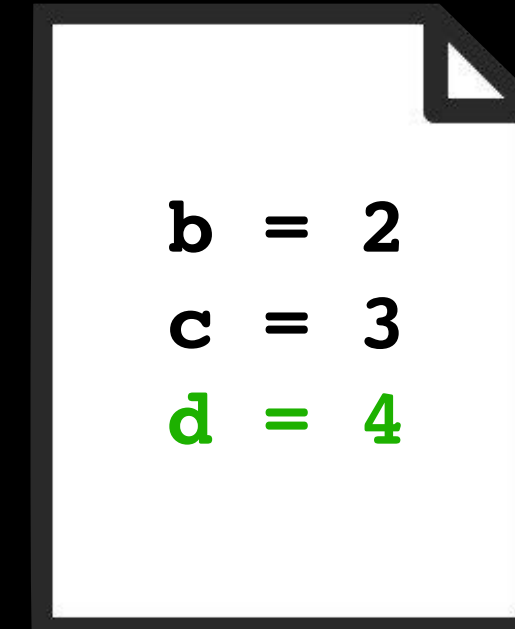 b = 2
c = 3
d = 4